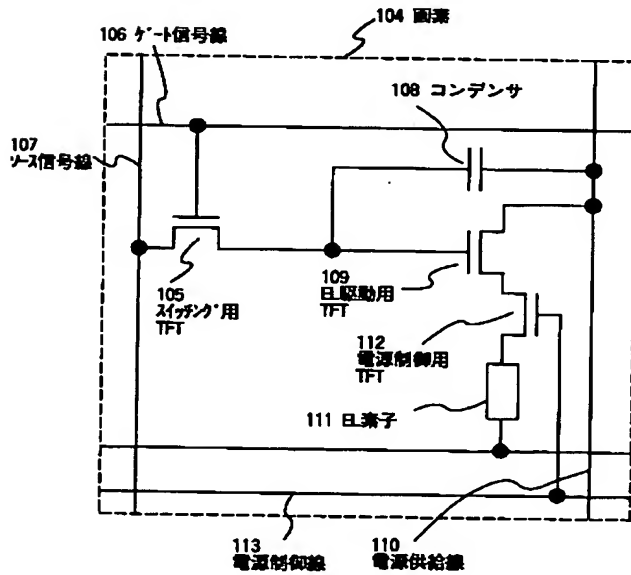 104 画素
106 ゲート信号線
108 コンデンサ
107
ソース信号線
105
スイッチング用
TFT
109
EL駆動用
TFT
112
電源制御用
TFT
111 EL素子
113
電源制御線
110
電源供給線